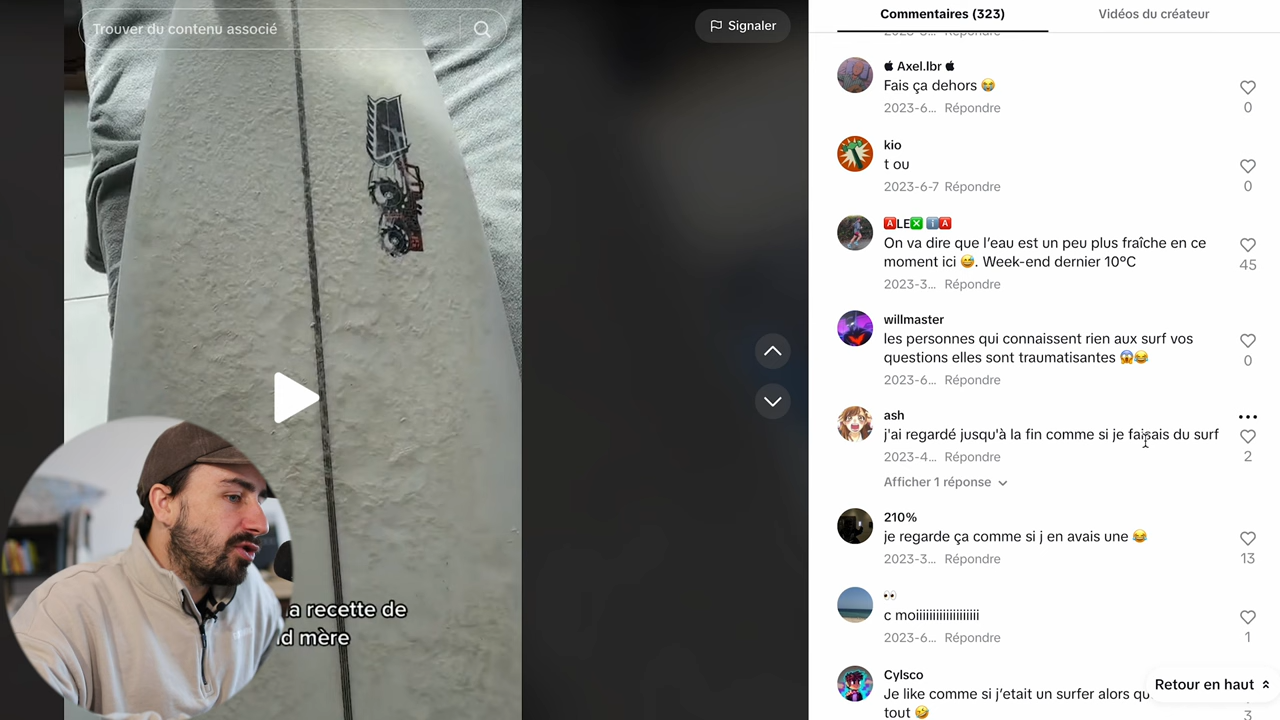 Trouver du contenu associé
Signaler
a recette de
d mère
Commentaires (323)
Vidéos du créateur
Axel.lbr
Fais ça dehors 😭
2023-6... Répondre
0
kio
t ou
2023-6-7 Répondre
0
🅰LE❎ ℹ🅰
On va dire que l’eau est un peu plus fraîche en ce
moment ici 😅. Week-end dernier 10°C
2023-3... Répondre
45
willmaster
les personnes qui connaissent rien aux surf vos
questions elles sont traumatisantes 😱😂
2023-6... Répondre
0
ash
j'ai regardé jusqu'à la fin comme si je faisais du surf
2023-4... Répondre
2
Afficher 1 réponse
210%
je regarde ça comme si j en avais une 😂
2023-3... Répondre
13
👀
c moiiiiiiiiiiiiiiiiiii
2023-6... Répondre
1
Cylsco
Je like comme si j’etait un surfer alors qu
tout 🤣
3
Retour en haut